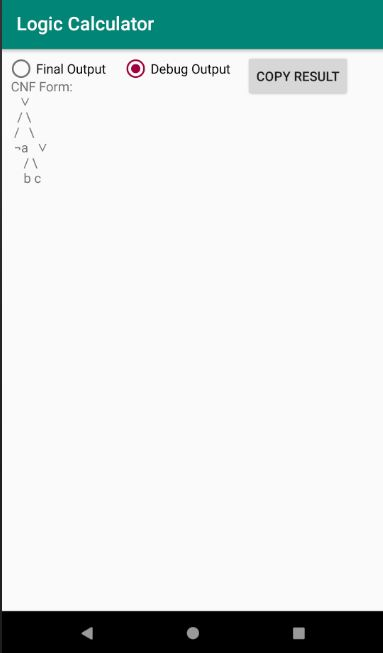 Logic Calculator
Final Output Debug Output COPY RESULT
CNF Form:
∨
/ \
/ \
¬a ∨
/ \
b c